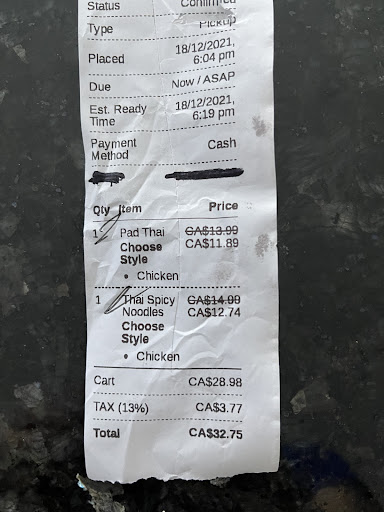 Status Confirmed
Type Pickup
Placed 18/12/2021,
6:04 pm
Due Now / ASAP
Est. Ready 18/12/2021,
Time 6:19 pm
Payment Cash
Method
Qty Item Price
1 Pad Thai CA$13.99
Choose CA$11.89
Style
• Chicken
1 Thai Spicy CA$14.99
Noodles CA$12.74
Choose
Style
• Chicken
Cart CA$28.98
TAX (13%) CA$3.77
Total CA$32.75